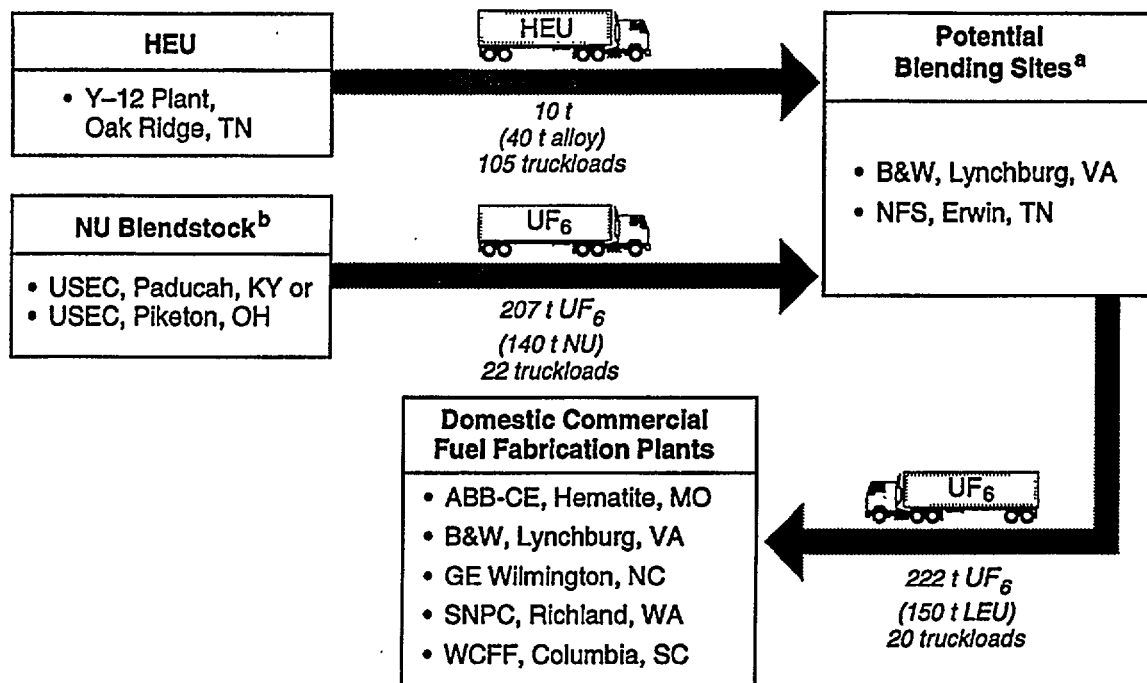 HEU
• Y–12 Plant,
Oak Ridge, TN
HEU
10 t
(40 t alloy)
105 truckloads
Potential
Blending Sitesᵃ
• B&W, Lynchburg, VA
• NFS, Erwin, TN
NU Blendstockᵇ
• USEC, Paducah, KY or
• USEC, Piketon, OH
UF₆
207 t UF₆
(140 t NU)
22 truckloads
Domestic Commercial
Fuel Fabrication Plants
• ABB-CE, Hematite, MO
• B&W, Lynchburg, VA
• GE Wilmington, NC
• SNPC, Richland, WA
• WCFF, Columbia, SC
UF₆
222 t UF₆
(150 t LEU)
20 truckloads